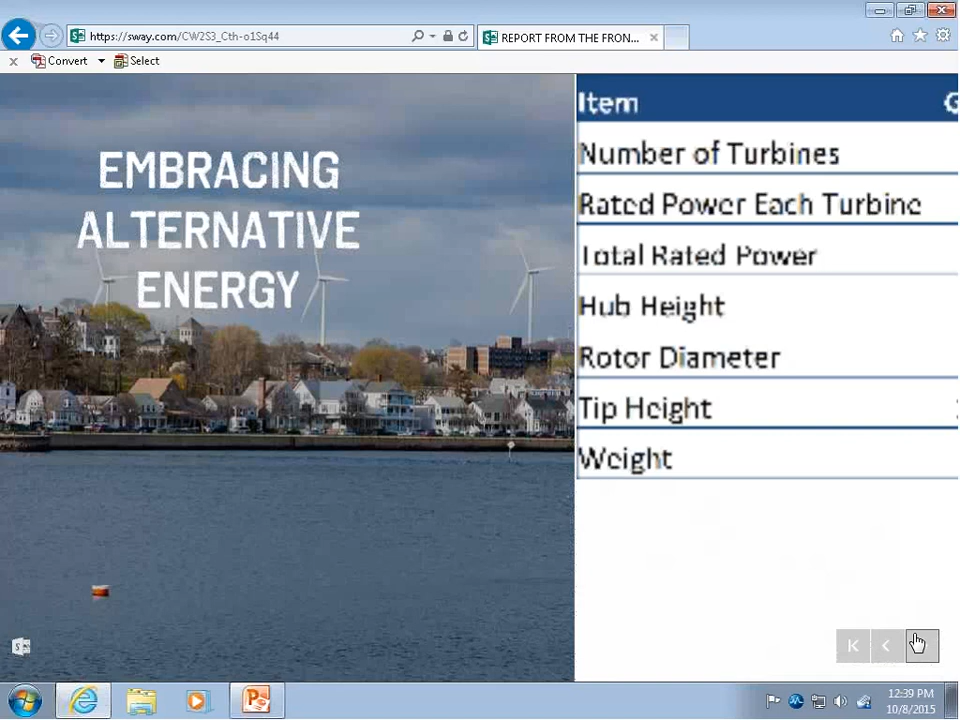 https://sway.com/CW2S3_Cth-o1Sq44
REPORT FROM THE FRON...
Convert
Select
EMBRACING
ALTERNATIVE
ENERGY
Item
Number of Turbines
Rated Power Each Turbine
Total Rated Power
Hub Height
Rotor Diameter
Tip Height
Weight
12:39 PM
10/8/2015